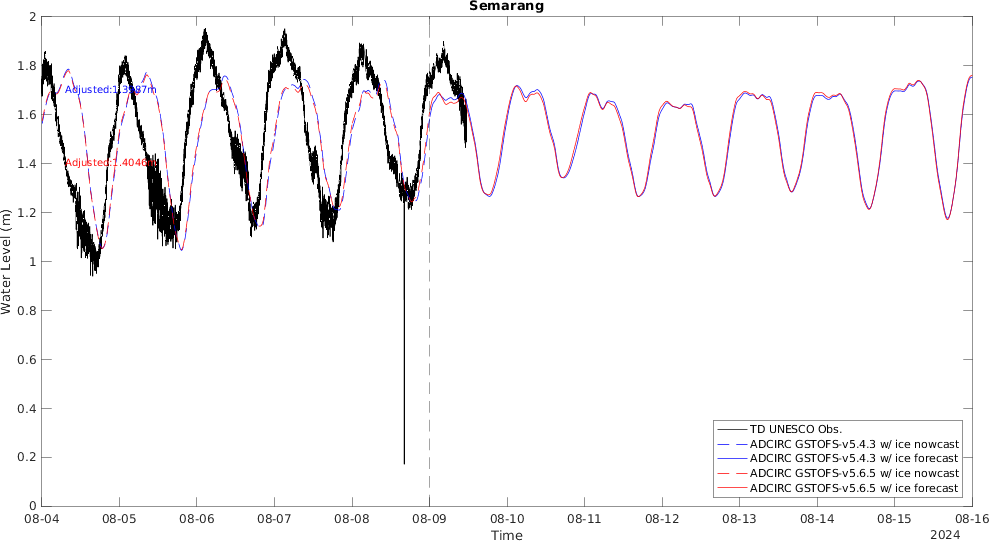 Semarang
2
1.8
1.6
1.4
1.2
1
0.8
0.6
0.4
0.2
0
Water Level (m)
Adjusted:1.3987m
TD UNESCO Obs.
ADCIRC GSTOFS-v5.4.3 w/ ice nowcast
ADCIRC GSTOFS-v5.4.3 w/ ice forecast
ADCIRC GSTOFS-v5.6.5 w/ ice nowcast
ADCIRC GSTOFS-v5.6.5 w/ ice forecast
08-04 08-05 08-06 08-07 08-08 08-09 08-10 08-11 08-12 08-13 08-14 08-15 08-16
Time
2024